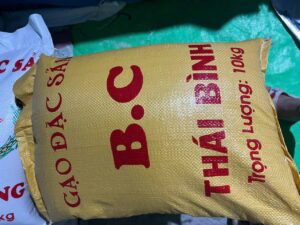 GẠO ĐẶC SẢN
B.C
THÁI BÌNH
Trọng Lượng: 10kg